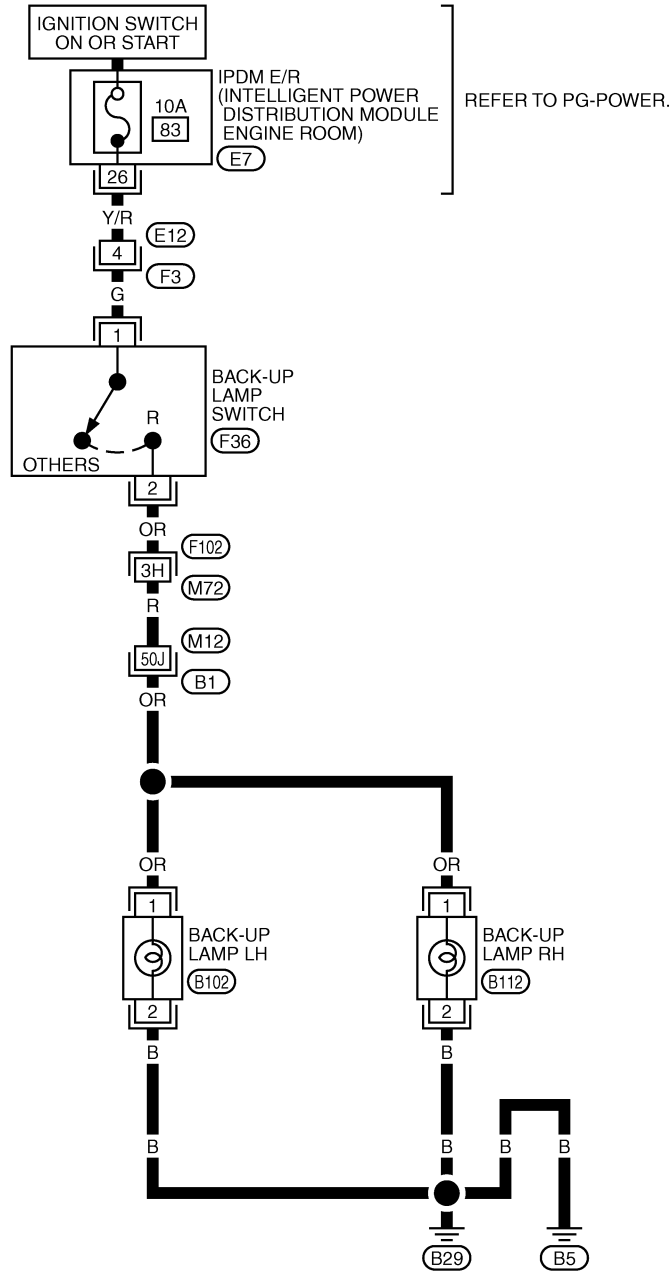 IGNITION SWITCH
ON OR START
IPDM E/R
(INTELLIGENT POWER
DISTRIBUTION MODULE
ENGINE ROOM)
E7
10A
83
REFER TO PG-POWER.
26
Y/R
E12
4
F3
G
1
BACK-UP
LAMP
SWITCH
F36
R
OTHERS
2
OR
F102
3H
M72
R
M12
50J
B1
OR
OR
OR
1
1
BACK-UP
LAMP LH
B102
BACK-UP
LAMP RH
B112
2
2
B
B
B
B
B
B
B29
B5